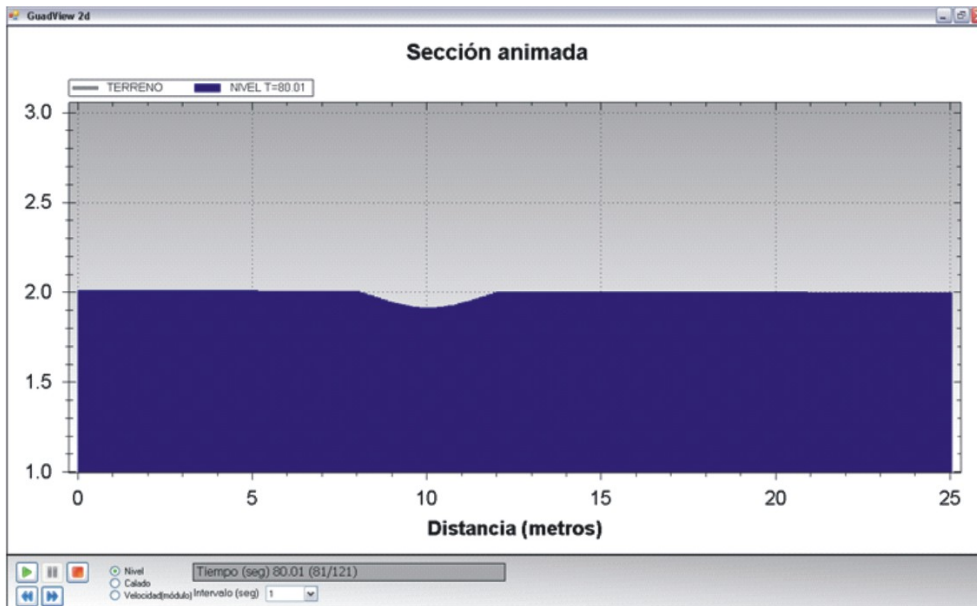 GuadView 2d
Sección animada
TERRENO NIVEL T=80.01
3.0
2.5
2.0
1.5
1.0
0 5 10 15 20 25
Distancia (metros)
Nivel
Calado
Velocidad(módulo)
Tiempo (seg) 80.01 (81/121)
Intervalo (seg) 1